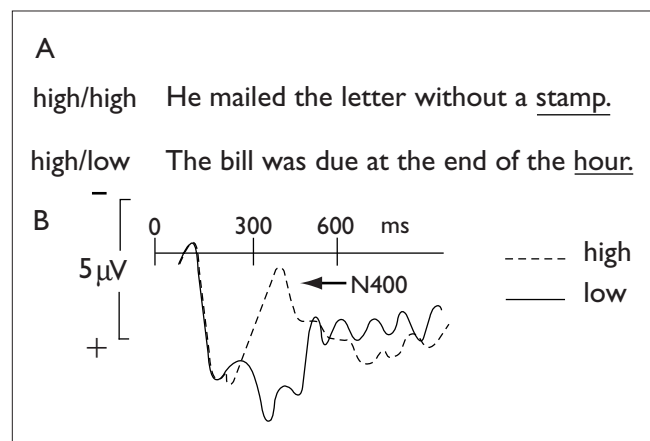 A
high/high He mailed the letter without a stamp.
high/low The bill was due at the end of the hour.
−
B
0 300 600 ms
5 μV
+
N400
high
low